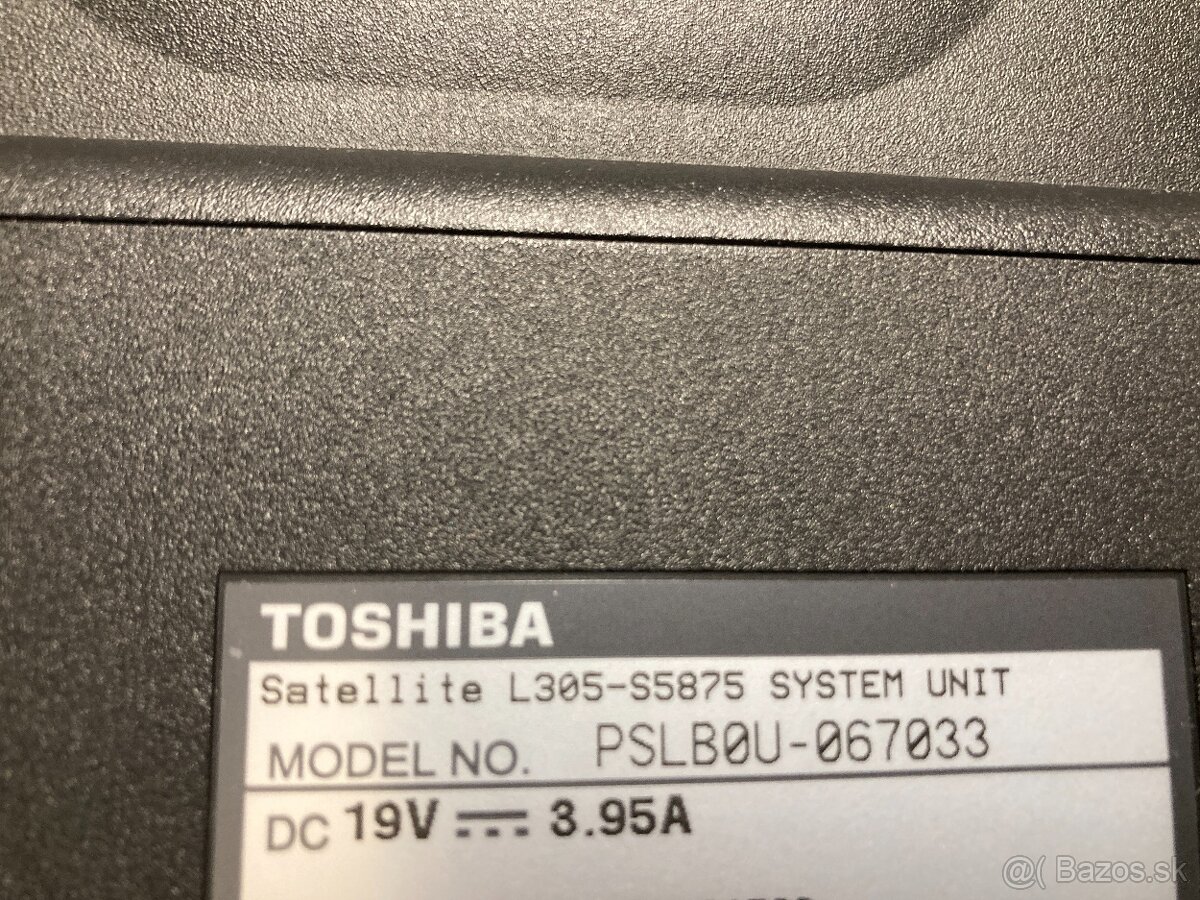 TOSHIBA
Satellite L305-S5875 SYSTEM UNIT
MODEL NO. PSLB0U-067033
DC 19V ⎓ 3.95A
@( Bazos.sk